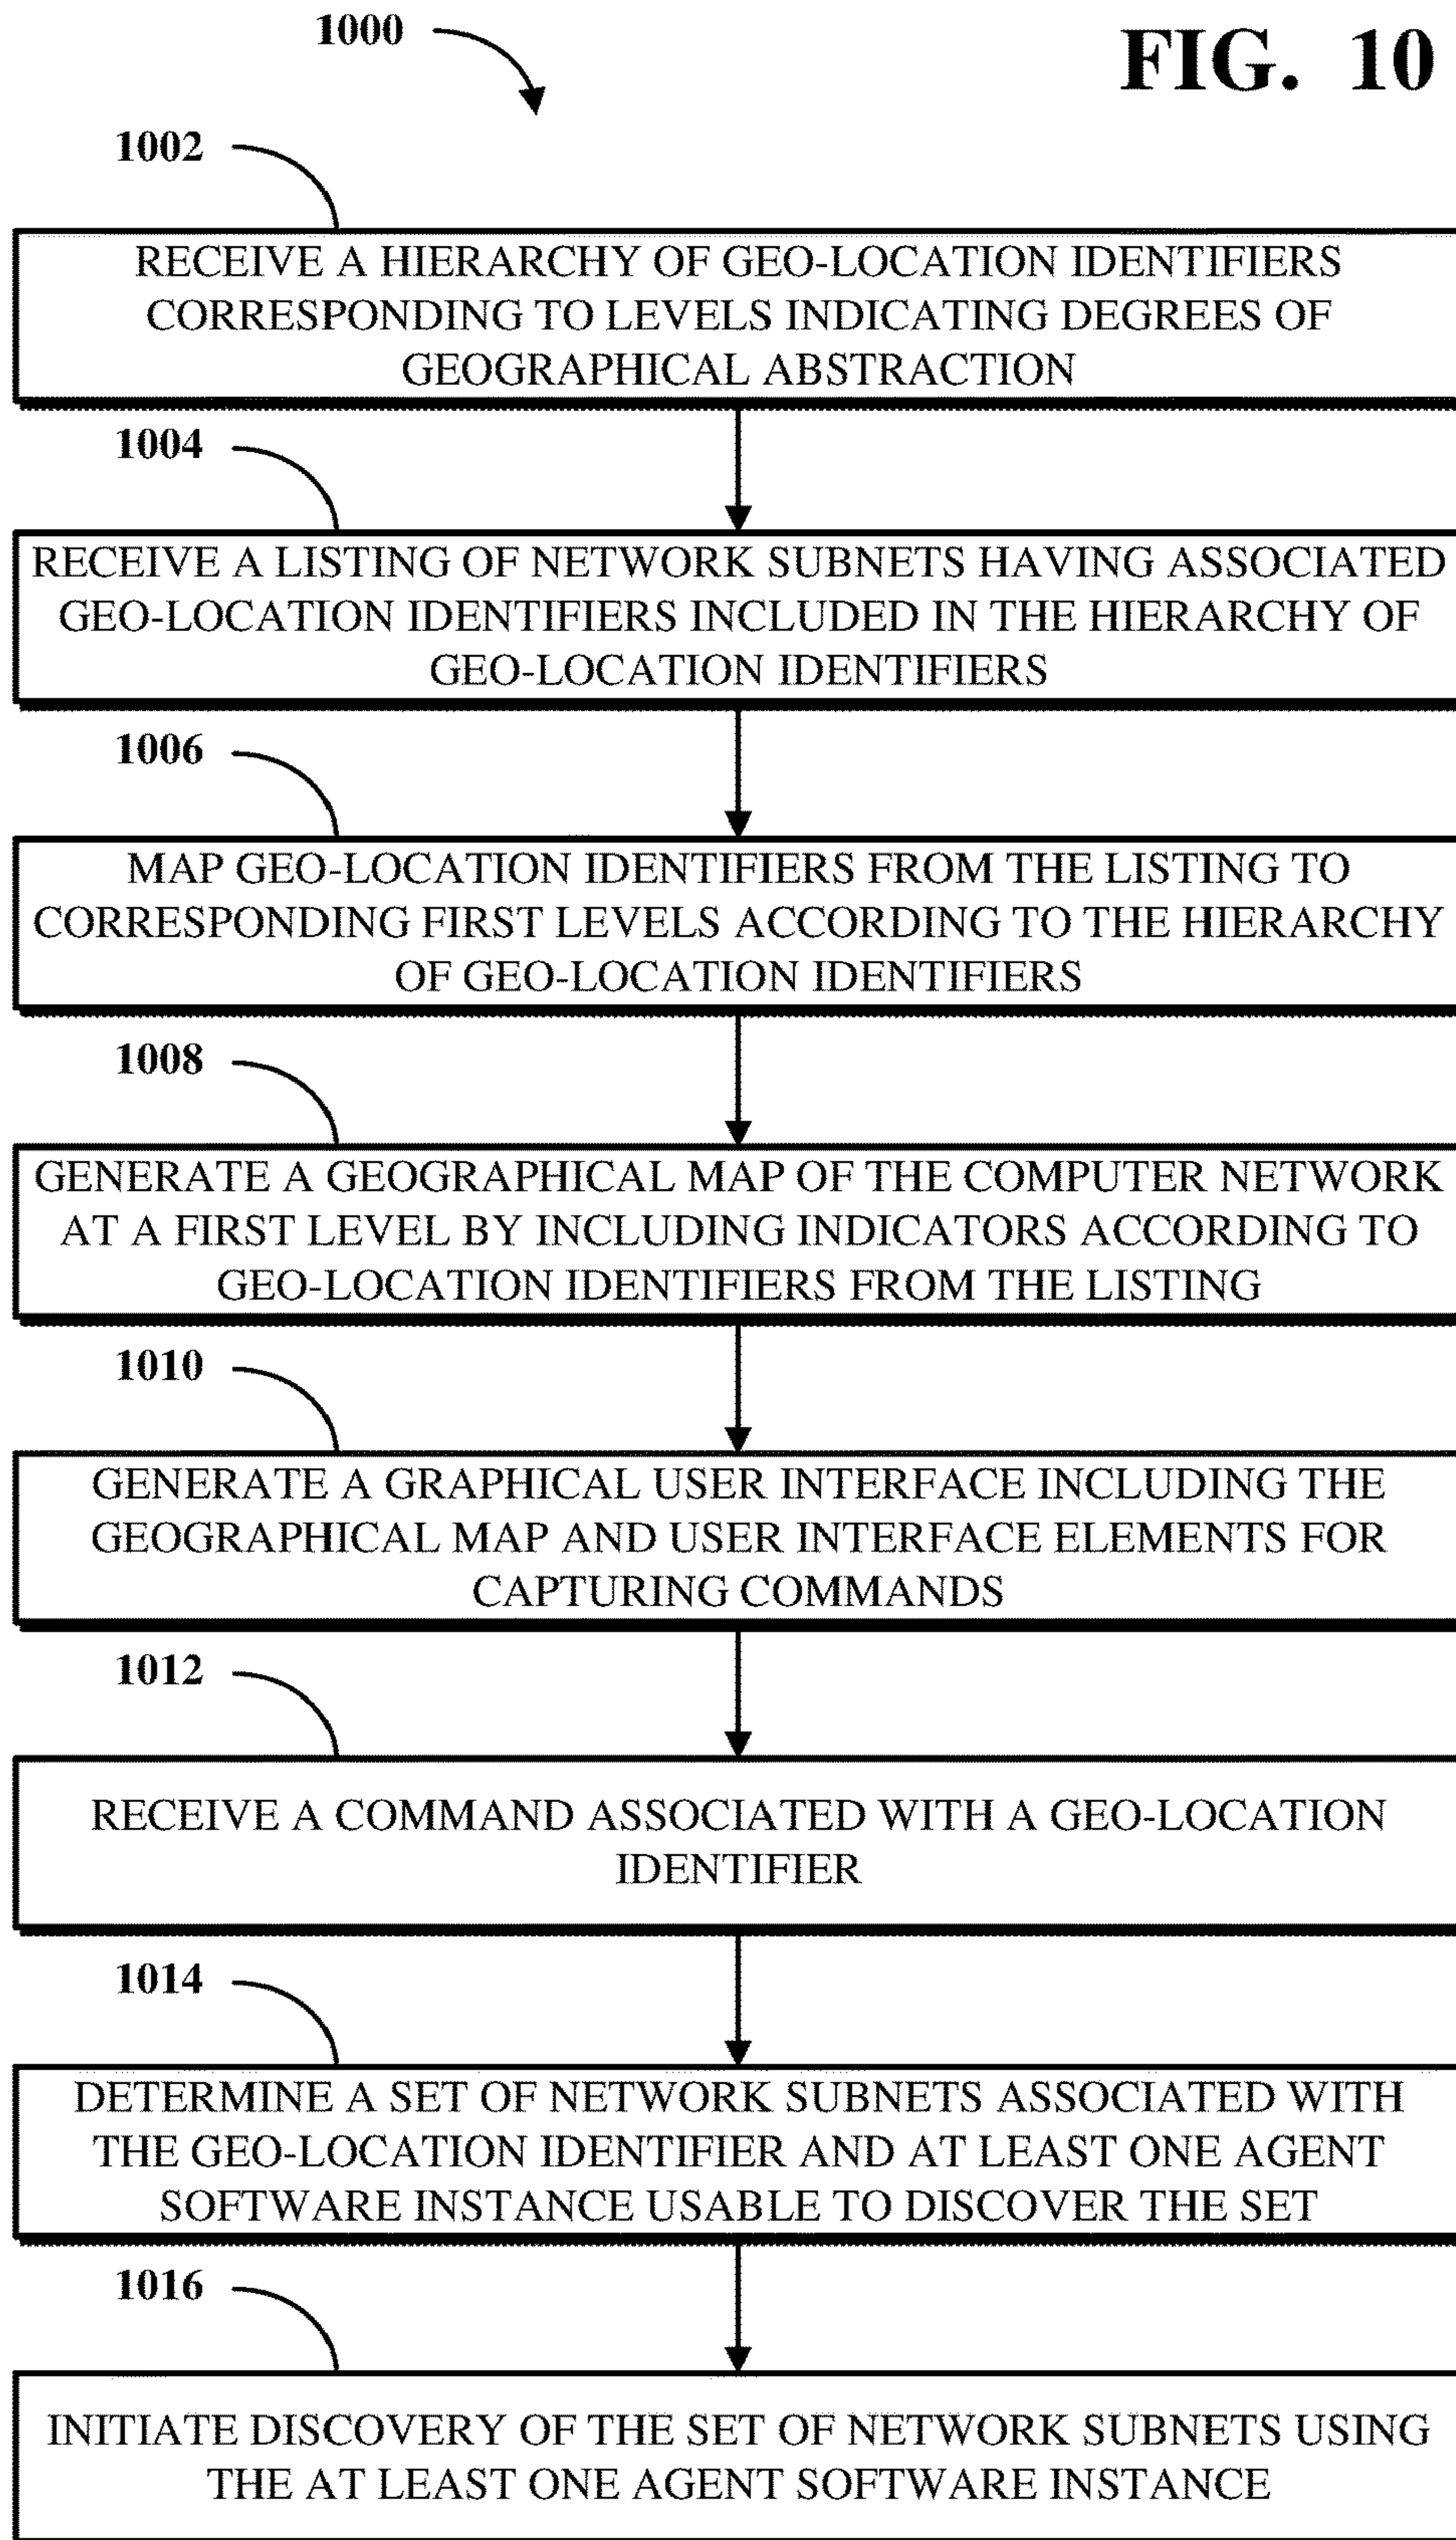 1000
FIG. 10
1002
RECEIVE A HIERARCHY OF GEO-LOCATION IDENTIFIERS
CORRESPONDING TO LEVELS INDICATING DEGREES OF
GEOGRAPHICAL ABSTRACTION
1004
RECEIVE A LISTING OF NETWORK SUBNETS HAVING ASSOCIATED
GEO-LOCATION IDENTIFIERS INCLUDED IN THE HIERARCHY OF
GEO-LOCATION IDENTIFIERS
1006
MAP GEO-LOCATION IDENTIFIERS FROM THE LISTING TO
CORRESPONDING FIRST LEVELS ACCORDING TO THE HIERARCHY
OF GEO-LOCATION IDENTIFIERS
1008
GENERATE A GEOGRAPHICAL MAP OF THE COMPUTER NETWORK
AT A FIRST LEVEL BY INCLUDING INDICATORS ACCORDING TO
GEO-LOCATION IDENTIFIERS FROM THE LISTING
1010
GENERATE A GRAPHICAL USER INTERFACE INCLUDING THE
GEOGRAPHICAL MAP AND USER INTERFACE ELEMENTS FOR
CAPTURING COMMANDS
1012
RECEIVE A COMMAND ASSOCIATED WITH A GEO-LOCATION
IDENTIFIER
1014
DETERMINE A SET OF NETWORK SUBNETS ASSOCIATED WITH
THE GEO-LOCATION IDENTIFIER AND AT LEAST ONE AGENT
SOFTWARE INSTANCE USABLE TO DISCOVER THE SET
1016
INITIATE DISCOVERY OF THE SET OF NETWORK SUBNETS USING
THE AT LEAST ONE AGENT SOFTWARE INSTANCE